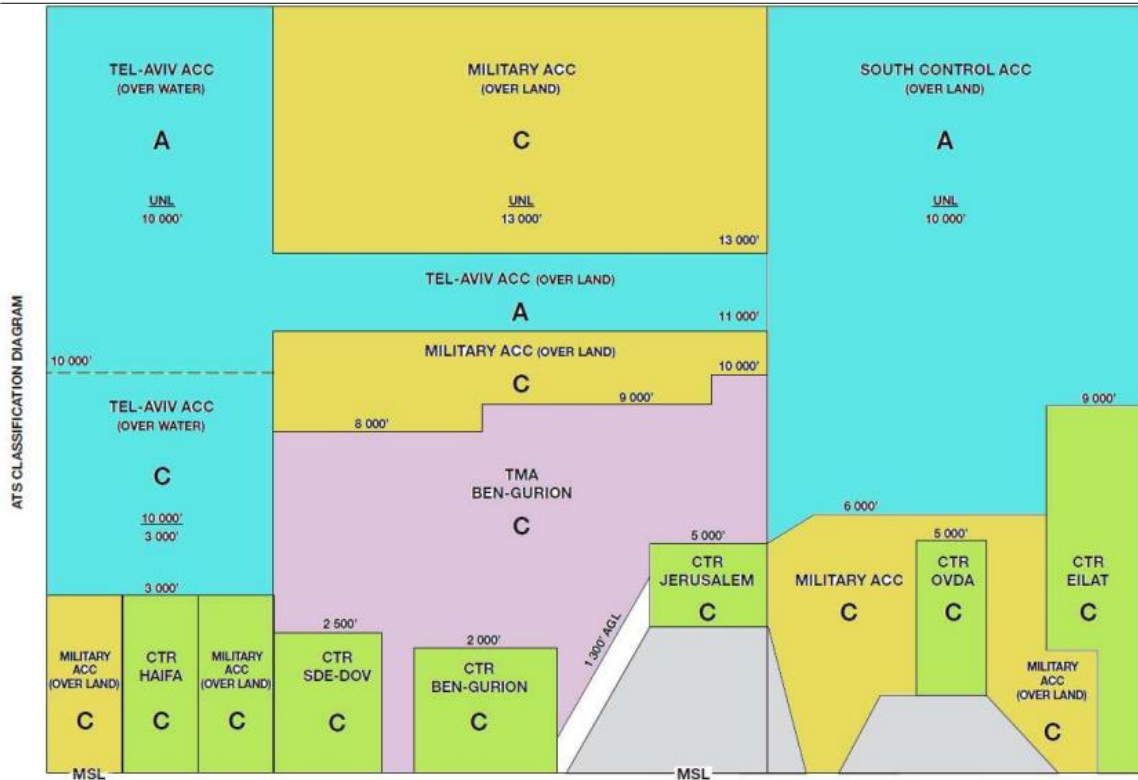 ATS CLASSIFICATION DIAGRAM
TEL-AVIV ACC
(OVER WATER)
A
UNL
10 000'
MILITARY ACC
(OVER LAND)
C
UNL
13 000'
13 000'
SOUTH CONTROL ACC
(OVER LAND)
A
UNL
10 000'
TEL-AVIV ACC (OVER LAND)
A
11 000'
MILITARY ACC (OVER LAND)
C
10 000'
9 000'
8 000'
10 000'
TEL-AVIV ACC
(OVER WATER)
C
10 000'
3 000'
3 000'
TMA
BEN-GURION
C
9 000'
6 000'
5 000'
CTR
JERUSALEM
C
1 300' AGL
MILITARY ACC
C
5 000'
CTR
OVDA
C
CTR
EILAT
C
MILITARY
ACC
(OVER LAND)
C
CTR
HAIFA
C
MILITARY
ACC
(OVER LAND)
C
2 500'
CTR
SDE-DOV
C
2 000'
CTR
BEN-GURION
C
MILITARY
ACC
(OVER LAND)
C
MSL
MSL